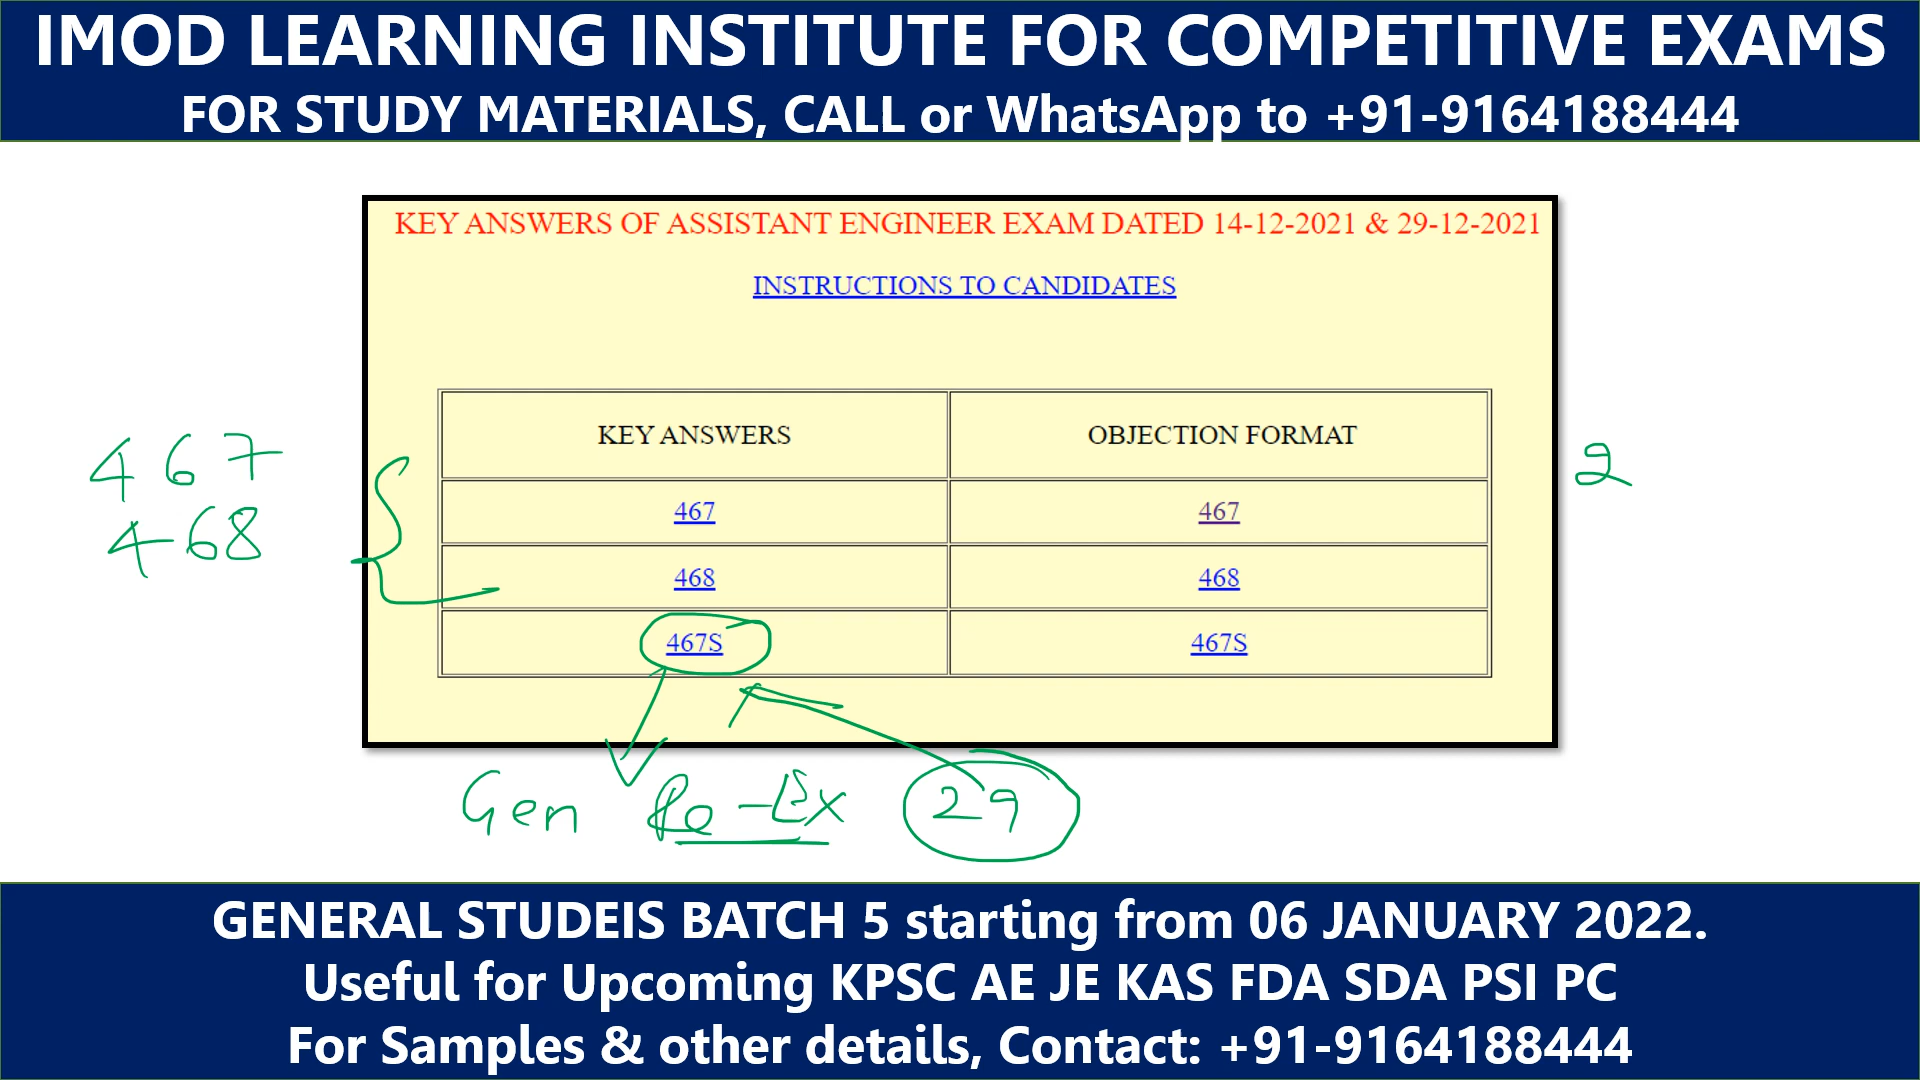 IMOD LEARNING INSTITUTE FOR COMPETITIVE EXAMS
FOR STUDY MATERIALS, CALL or WhatsApp to +91-9164188444
KEY ANSWERS OF ASSISTANT ENGINEER EXAM DATED 14-12-2021 & 29-12-2021
INSTRUCTIONS TO CANDIDATES
KEY ANSWERS OBJECTION FORMAT
467 467 467 2
468 468 468
467S 467S
Gen Re-Ex 29
GENERAL STUDEIS BATCH 5 starting from 06 JANUARY 2022.
Useful for Upcoming KPSC AE JE KAS FDA SDA PSI PC
For Samples & other details, Contact: +91-9164188444